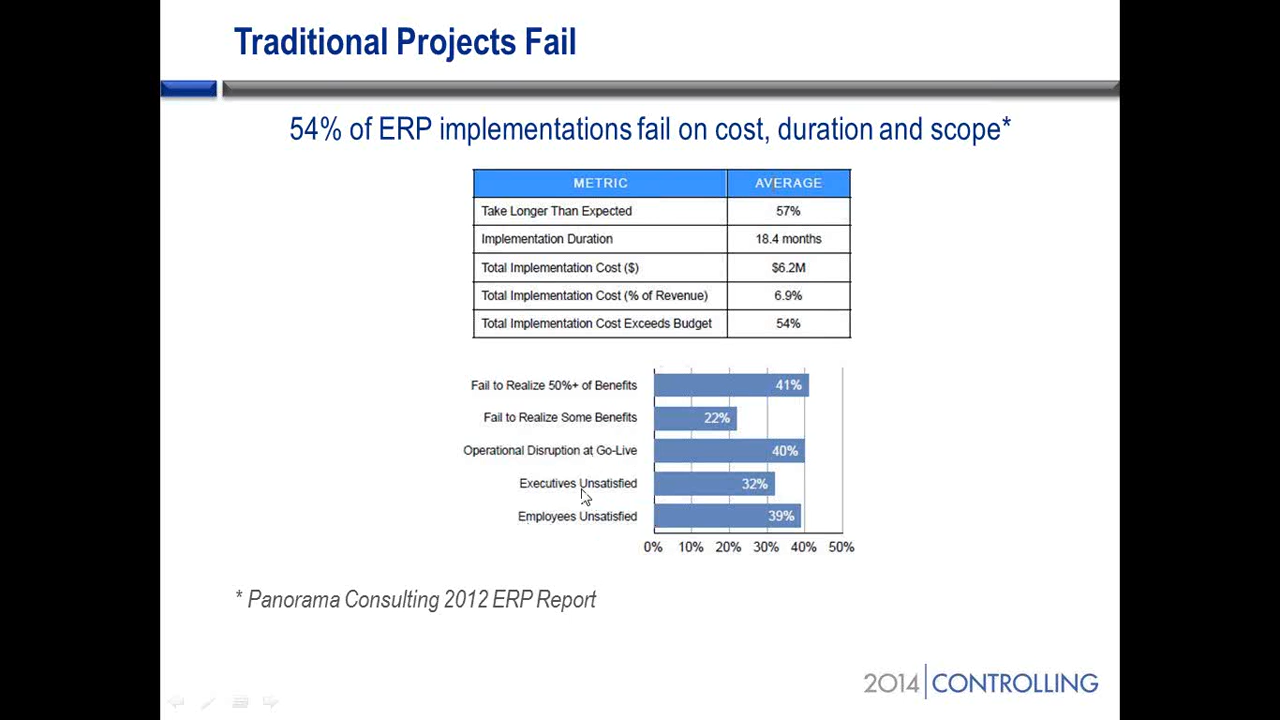 Traditional Projects Fail
54% of ERP implementations fail on cost, duration and scope*
METRIC AVERAGE
Take Longer Than Expected 57%
Implementation Duration 18.4 months
Total Implementation Cost ($) $6.2M
Total Implementation Cost (% of Revenue) 6.9%
Total Implementation Cost Exceeds Budget 54%
Fail to Realize 50%+ of Benefits 41%
Fail to Realize Some Benefits 22%
Operational Disruption at Go-Live 40%
Executives Unsatisfied 32%
Employees Unsatisfied 39%
0% 10% 20% 30% 40% 50%
* Panorama Consulting 2012 ERP Report
2014 CONTROLLING